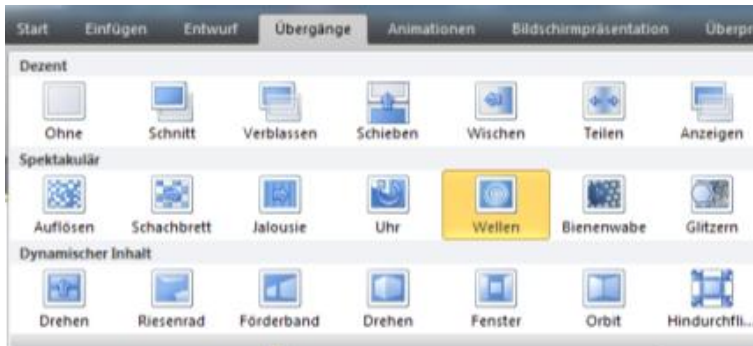 Start Einfügen Entwurf Übergänge Animationen Bildschirmpräsentation Überpr
Dezent
Ohne Schnitt Verblassen Schieben Wischen Teilen Anzeigen
Spektakulär
Auflösen Schachbrett Jalousie Uhr Wellen Bienenwabe Glitzern
Dynamischer Inhalt
Drehen Riesenrad Förderband Drehen Fenster Orbit Hindurchfli...